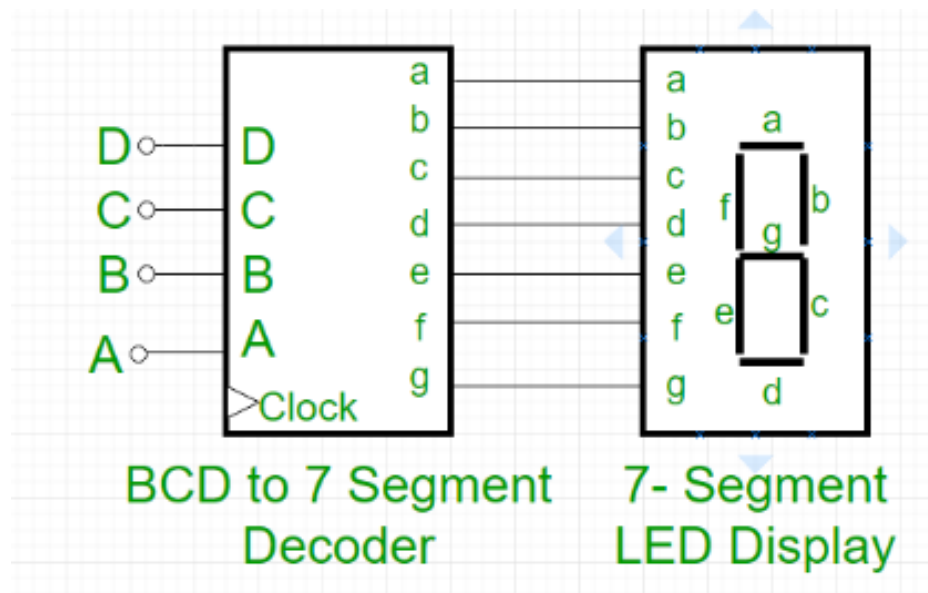 a
a
a
b
b
D
D
c
c
f
b
C
C
d
d
g
B
B
e
e
e
c
A
A
f
f
g
g
d
Clock
BCD to 7 Segment
Decoder
7- Segment
LED Display